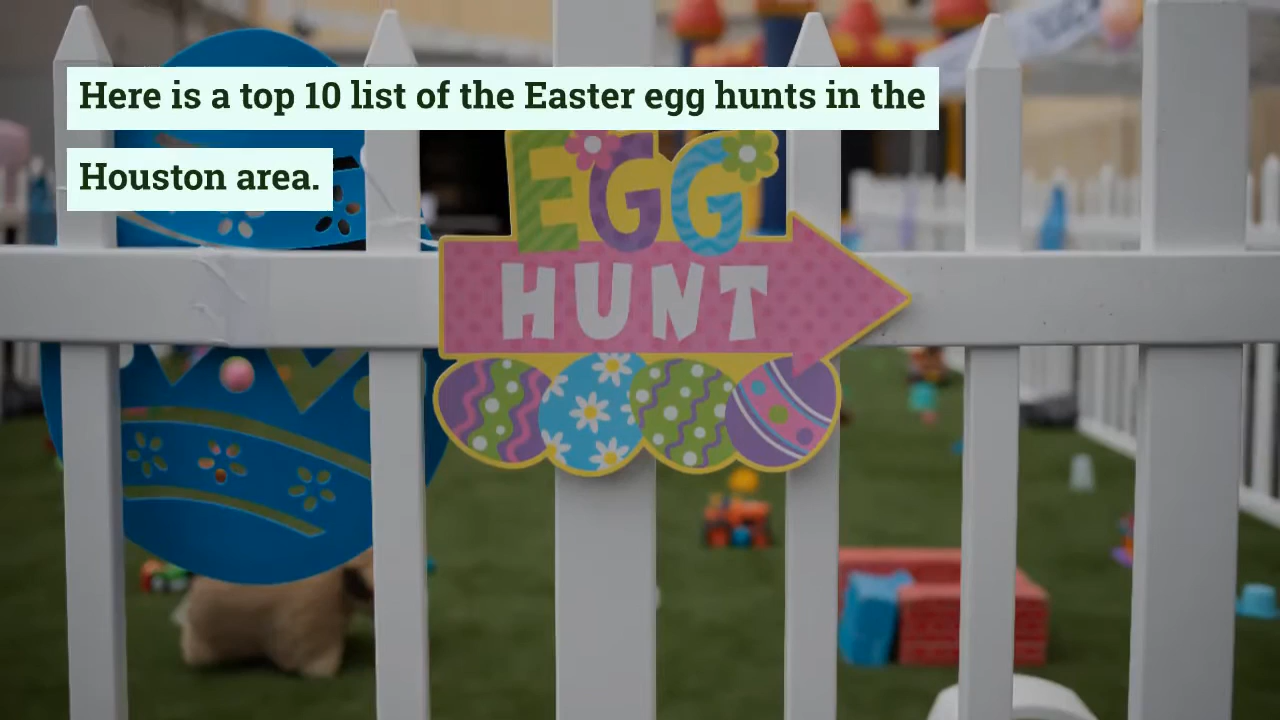 Here is a top 10 list of the Easter egg hunts in the
Houston area.
EGG
HUNT